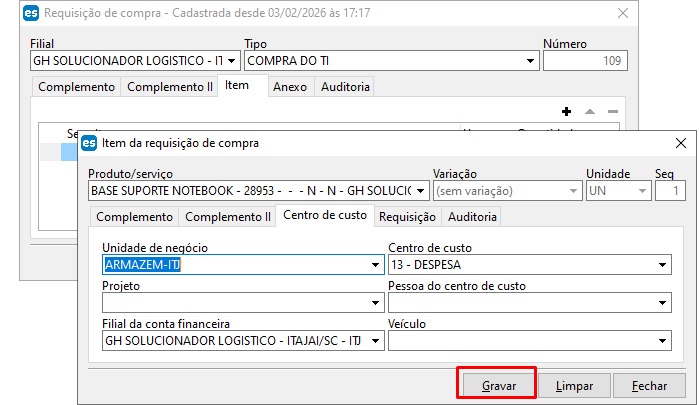 es Requisição de compra - Cadastrada desde 03/02/2026 às 17:17
Filial Tipo Número
GH SOLUCIONADOR LOGISTICO - IT COMPRA DO TI 109
Complemento Complemento II Item Anexo Auditoria
es Item da requisição de compra
Produto/serviço Variação Unidade Seq
BASE SUPORTE NOTEBOOK - 28953 - - - N - N - GH SOLUCIO (sem variação) UN 1
Complemento Complemento II Centro de custo Requisição Auditoria
Unidade de negócio Centro de custo
ARMAZEM-ITJ 13 - DESPESA
Projeto Pessoa do centro de custo
Filial da conta financeira Veículo
GH SOLUCIONADOR LOGISTICO - ITAJAI/SC - ITJ
Gravar Limpar Fechar